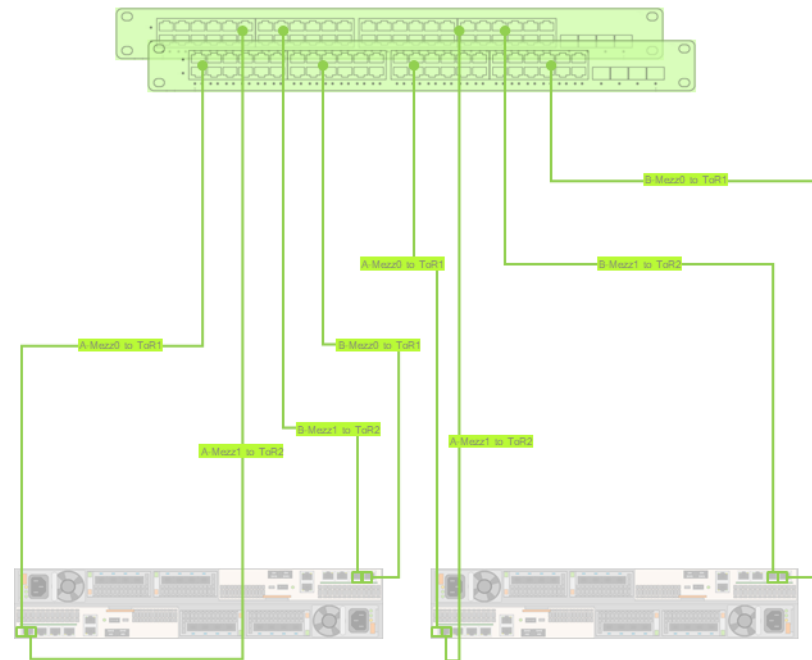 B-Mezz0 to ToR1
A-Mezz0 to ToR1
B-Mezz1 to ToR2
A-Mezz0 to ToR1
B-Mezz0 to ToR1
B-Mezz1 to ToR2
A-Mezz1 to ToR2
A-Mezz1 to ToR2